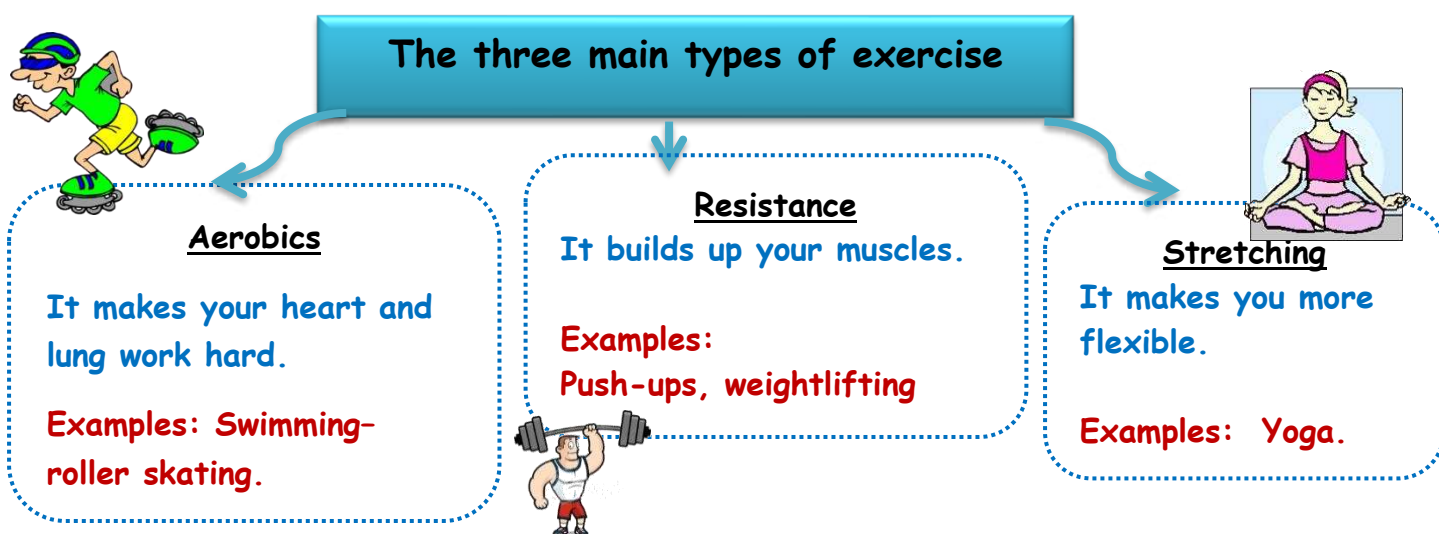 The three main types of exercise
Aerobics
It makes your heart and
lung work hard.
Examples: Swimming–
roller skating.
Resistance
It builds up your muscles.
Examples:
Push-ups, weightlifting
Stretching
It makes you more
flexible.
Examples: Yoga.